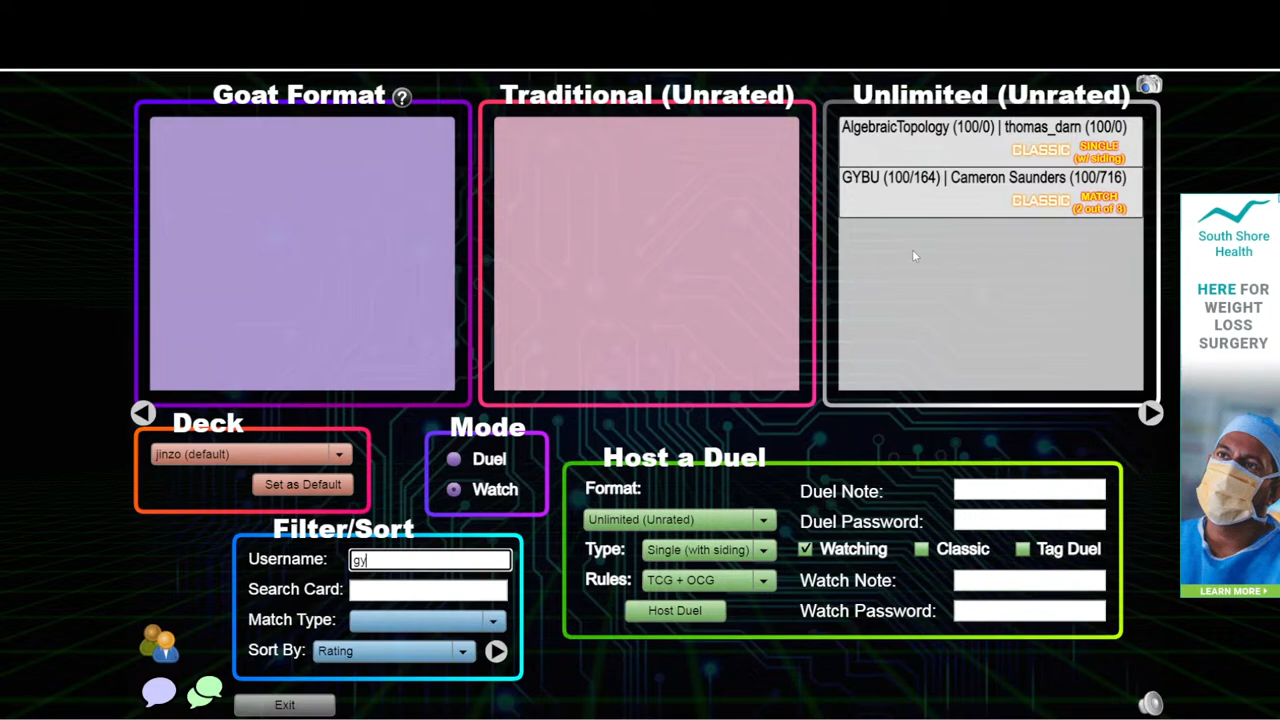 Goat Format ?
Traditional (Unrated)
Unlimited (Unrated)
AlgebraicTopology (100/0) | thomas_darn (100/0)
CLASSIC SINGLE
(w/ siding)
GYBU (100/164) | Cameron Saunders (100/716)
CLASSIC MATCH
(2 out of 3)
South Shore
Health
HERE FOR
WEIGHT
LOSS
SURGERY
LEARN MORE
Deck
jinzo (default)
Set as Default
Mode
Duel
Watch
Filter/Sort
Username: gy
Search Card:
Match Type:
Sort By: Rating
Exit
Host a Duel
Format:
Unlimited (Unrated)
Type: Single (with siding)
Rules: TCG + OCG
Host Duel
Duel Note:
Duel Password:
Watching Classic Tag Duel
Watch Note:
Watch Password: